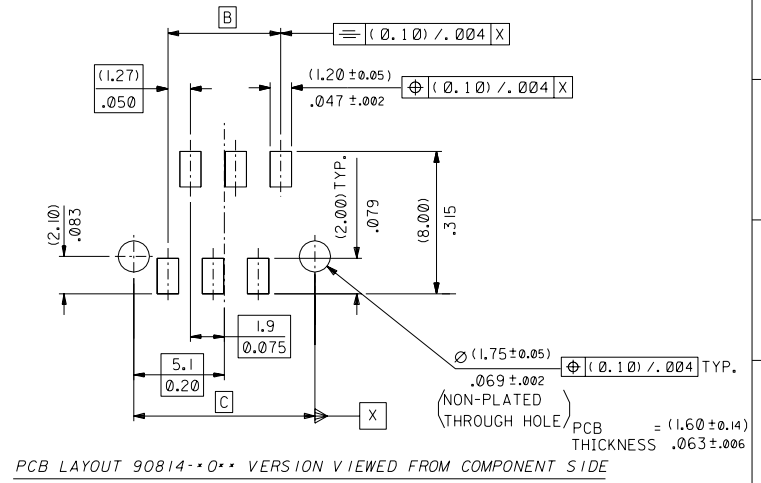 B
⌯ (0.10)/.004 X
(1.27)
.050
(1.20 ±0.05)
.047 ±.002
⌖ (0.10)/.004 X
(2.10)
.083
(2.00) TYP.
.079
(8.00)
.315
1.9
0.075
5.1
0.20
C
X
Ø (1.75±0.05)
.069 ±.002
⌖ (0.10)/.004 TYP.
(NON-PLATED
THROUGH HOLE)
PCB THICKNESS = (1.60 ±0.14)
.063±.006
PCB LAYOUT 90814-*0** VERSION VIEWED FROM COMPONENT SIDE